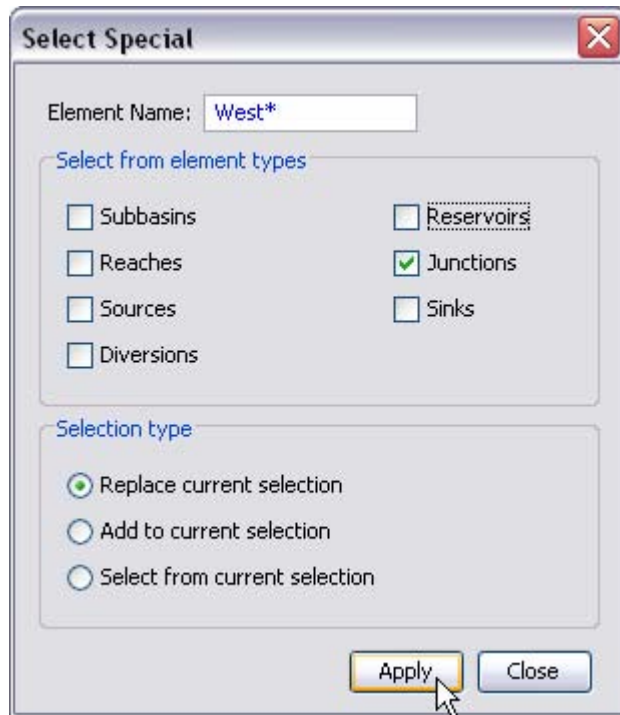 Select Special
Element Name: West*
Select from element types
Subbasins Reservoirs
Reaches Junctions
Sources Sinks
Diversions
Selection type
Replace current selection
Add to current selection
Select from current selection
Apply Close